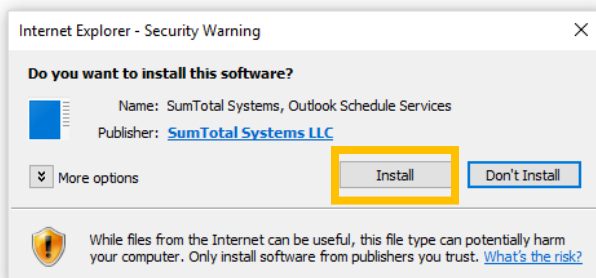 Internet Explorer - Security Warning
Do you want to install this software?
Name: SumTotal Systems, Outlook Schedule Services
Publisher: SumTotal Systems LLC
More options
Install
Don't Install
While files from the Internet can be useful, this file type can potentially harm
your computer. Only install software from publishers you trust. What's the risk?